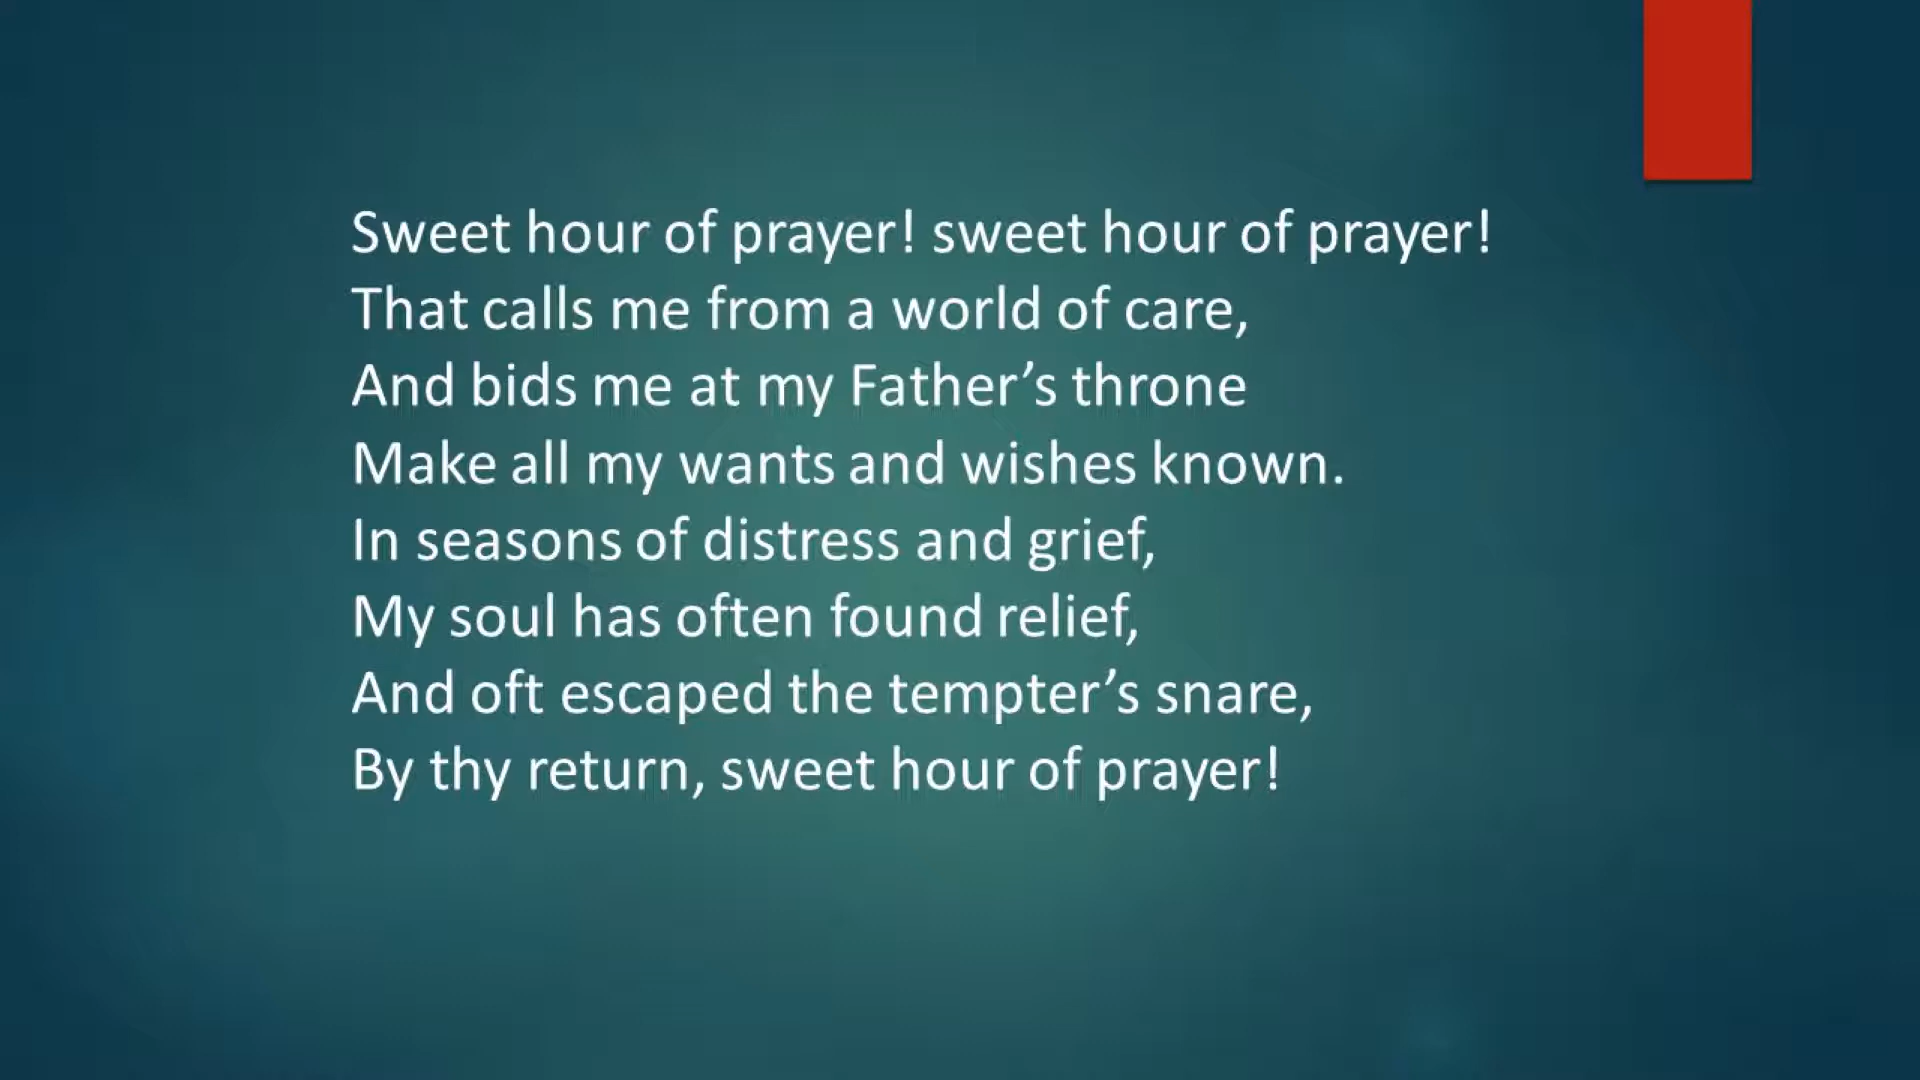 Sweet hour of prayer! sweet hour of prayer!
That calls me from a world of care,
And bids me at my Father’s throne
Make all my wants and wishes known.
In seasons of distress and grief,
My soul has often found relief,
And oft escaped the tempter’s snare,
By thy return, sweet hour of prayer!